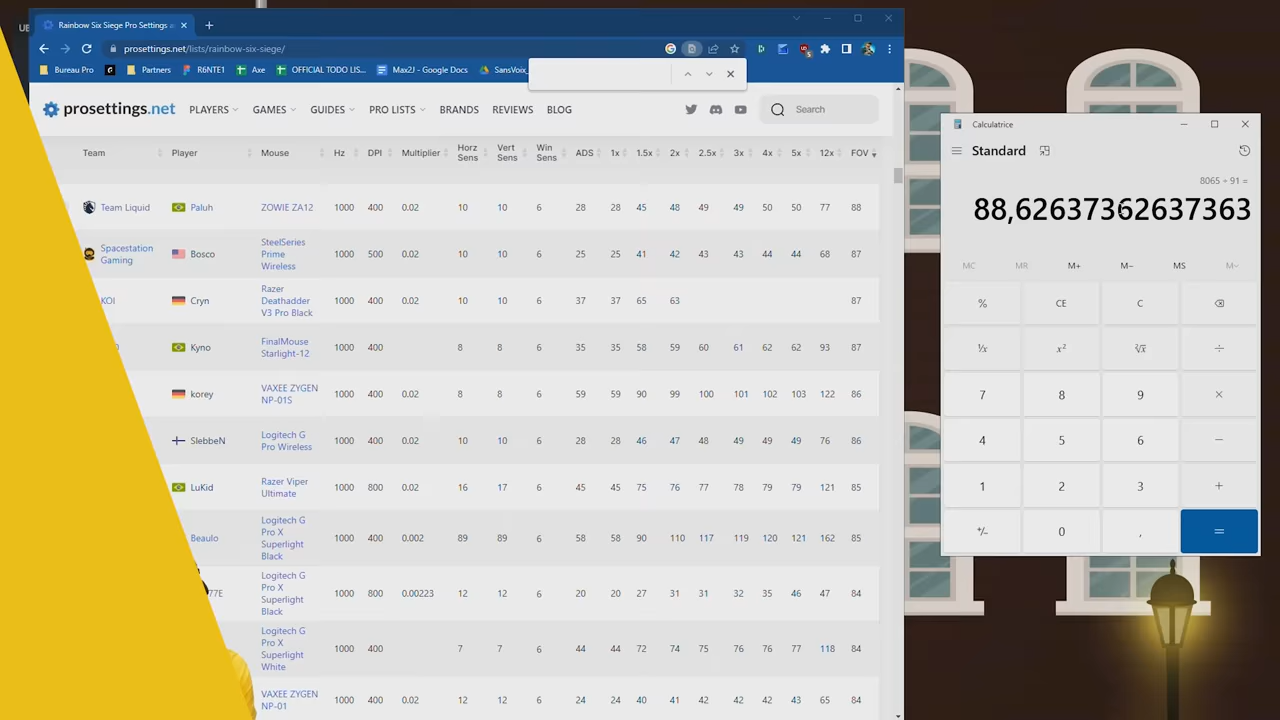 UB
Rainbow Six Siege Pro Settings a
prosettings.net/lists/rainbow-six-siege/
Bureau Pro Partners R6NTE1 Axe OFFICIAL TODO LIS... Max2J - Google Docs SansVoix_
prosettings.net PLAYERS GAMES GUIDES PRO LISTS BRANDS REVIEWS BLOG Search
Team Player Mouse Hz DPI Multiplier Horz Sens Vert Sens Win Sens ADS 1x 1.5x 2x 2.5x 3x 4x 5x 12x FOV
Team Liquid Paluh ZOWIE ZA12 1000 400 0.02 10 10 6 28 28 45 48 49 49 50 50 77 88
Spacestation Gaming Bosco SteelSeries Prime Wireless 1000 500 0.02 10 10 6 25 25 41 42 43 43 44 44 68 87
KOI Cryn Razer Deathadder V3 Pro Black 1000 400 0.02 10 10 6 37 37 65 63 87
Kyno FinalMouse Starlight-12 1000 400 8 8 6 35 35 58 59 60 61 62 62 93 87
korey VAXEE ZYGEN NP-01S 1000 400 0.02 8 8 6 59 59 90 99 100 101 102 103 122 86
SlebbeN Logitech G Pro Wireless 1000 400 0.02 10 10 6 28 28 46 47 48 49 49 49 76 86
LuKid Razer Viper Ultimate 1000 800 0.02 16 17 6 45 45 75 76 77 78 79 79 121 85
Beaulo Logitech G Pro X Superlight Black 1000 400 0.002 89 89 6 58 58 90 110 117 119 120 121 162 85
77E Logitech G Pro X Superlight Black 1000 800 0.00223 12 12 6 20 20 27 31 31 32 35 46 47 84
Logitech G Pro X Superlight White 1000 400 7 7 6 44 44 72 74 75 76 76 77 118 84
VAXEE ZYGEN NP-01 1000 400 0.02 12 12 6 24 24 40 41 42 42 42 43 65 84
Calculatrice
Standard
8065 ÷ 91 =
88,62637362637363
MC MR M+ M− MS M˅
% CE C
⅟x x² ²√x ÷
7 8 9 ×
4 5 6 −
1 2 3 +
+/− 0 , =